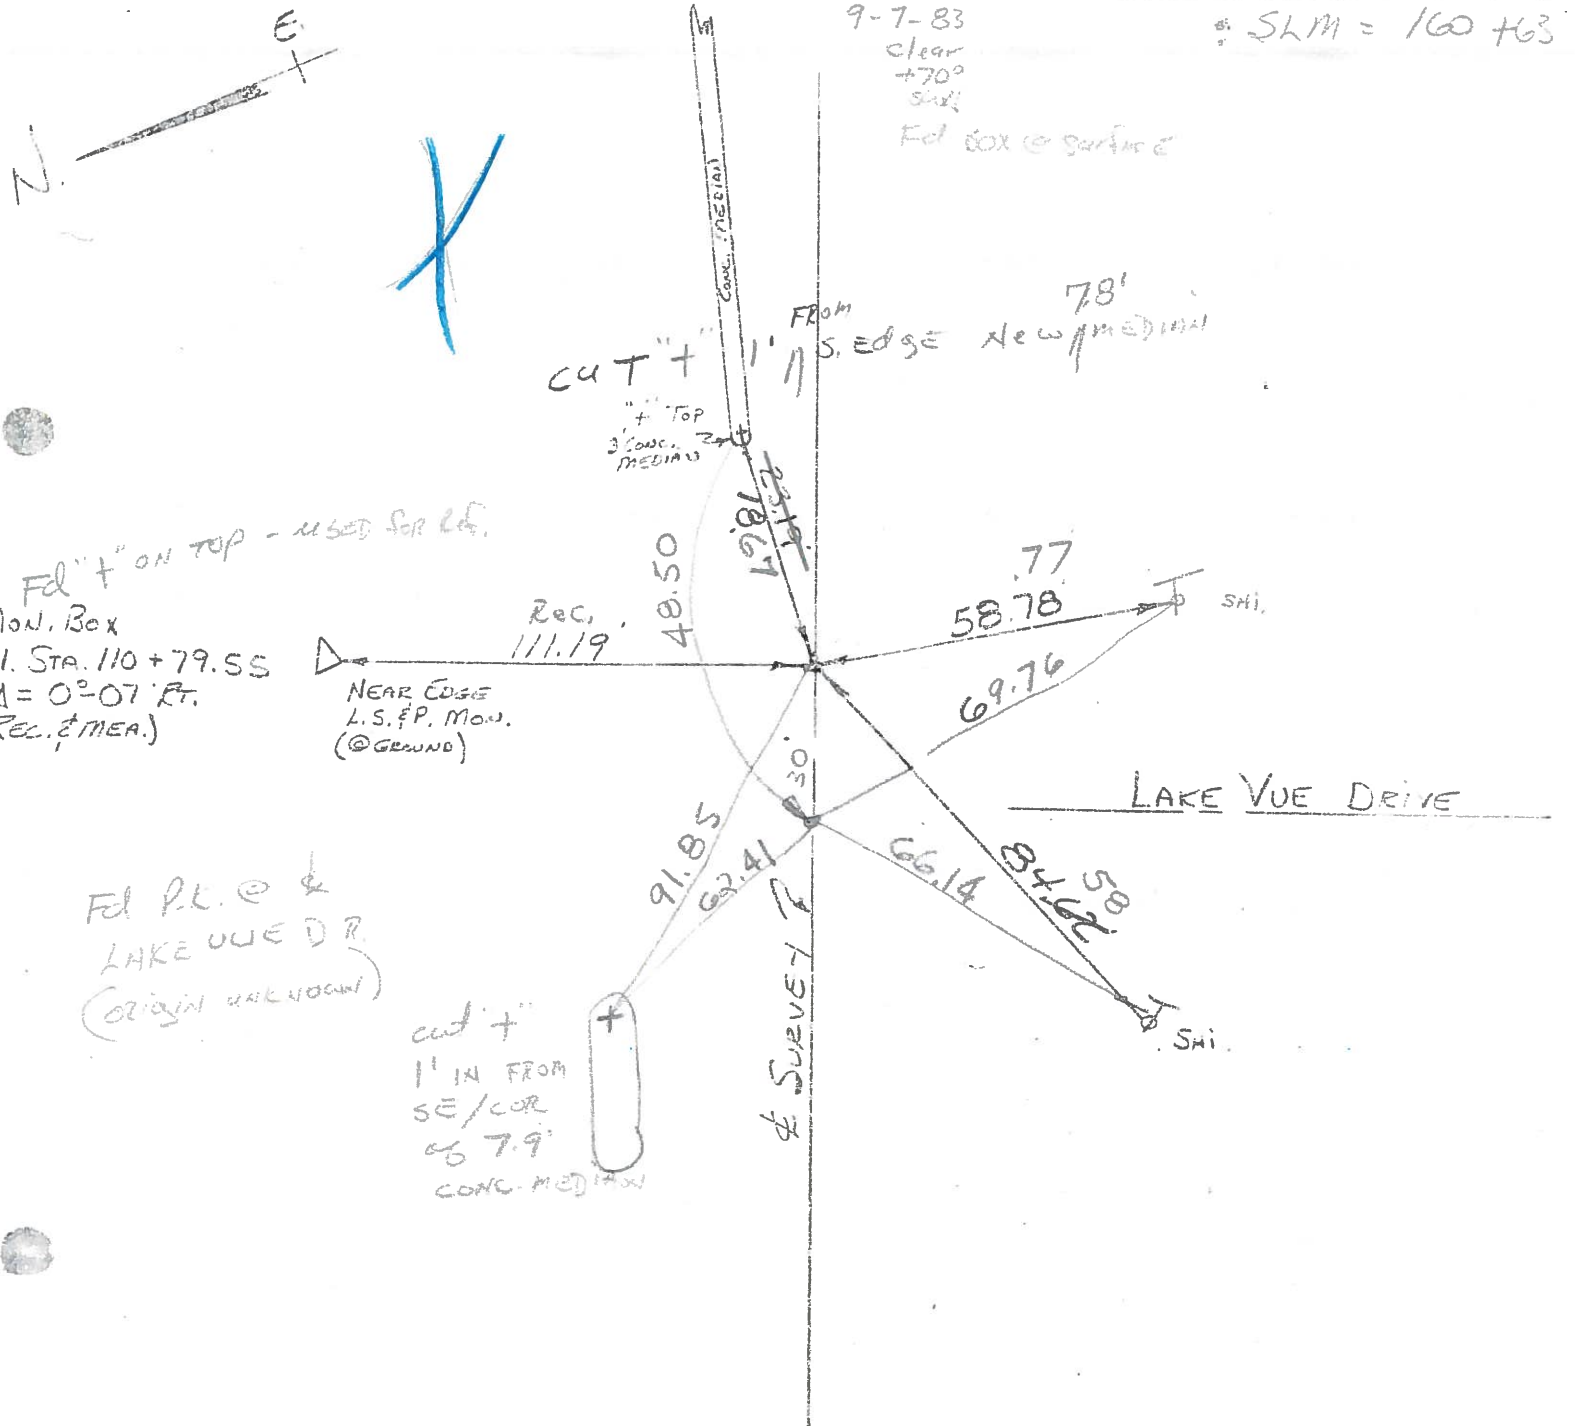 E.
N.
9-7-83
clear
+70°
Fd BOX @ surface
: SLM = 160 +63
CONC. MEDIAN
78'
FROM
cuT "+" 1' S. EdgE New MEDIAN
"+" TOP
CONC.
MEDIAN
78.67
48.50
Fd "+" ON TOP - USED for Ref.
MON. BOX
STA. 110+79.55
= 0°-07' RT.
REC. & MEA.)
REC.
111.19'
NEAR EDGE
L.S. & P. MON.
(@ GROUND)
.77
58.78
SHI.
69.76
30'
LAKE VUE DRIVE
91.85
62.41
66.14
84.62
58
Fd P.K. @ ℄
LAKE VUE DR.
(origin UNKNOWN)
cut "+"
1' IN FROM
SE/COR
of 7.9'
CONC. MEDIAN
℄ SURVEY
SHI.